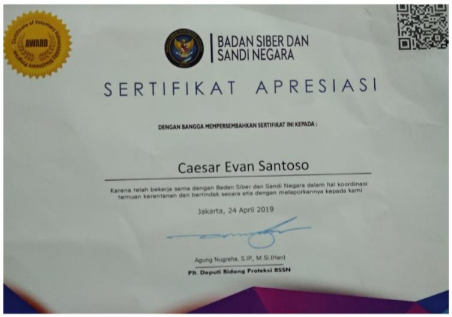 AWARD
BADAN SIBER DAN
SANDI NEGARA
SERTIFIKAT APRESIASI
DENGAN BANGGA MEMPERSEMBAHKAN SERTIFIKAT INI KEPADA :
Caesar Evan Santoso
Karena telah bekerja sama dengan Badan Siber dan Sandi Negara dalam hal koordinasi
temuan kerentanan dan bertindak secara etis dengan melaporkannya kepada kami
Jakarta, 24 April 2019
Agung Nugraha, S.IP, M.Si.(Han)
Plt. Deputi Bidang Proteksi BSSN